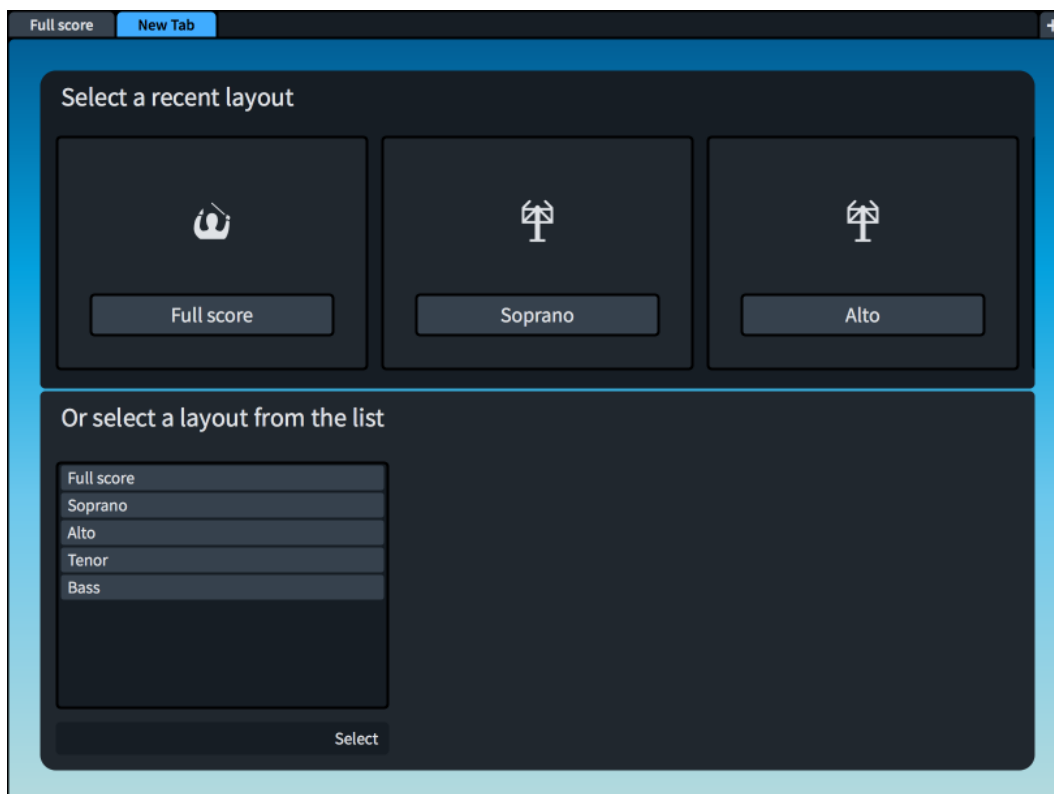 Full score
New Tab
+
Select a recent layout
Full score
Soprano
Alto
Or select a layout from the list
Full score
Soprano
Alto
Tenor
Bass
Select